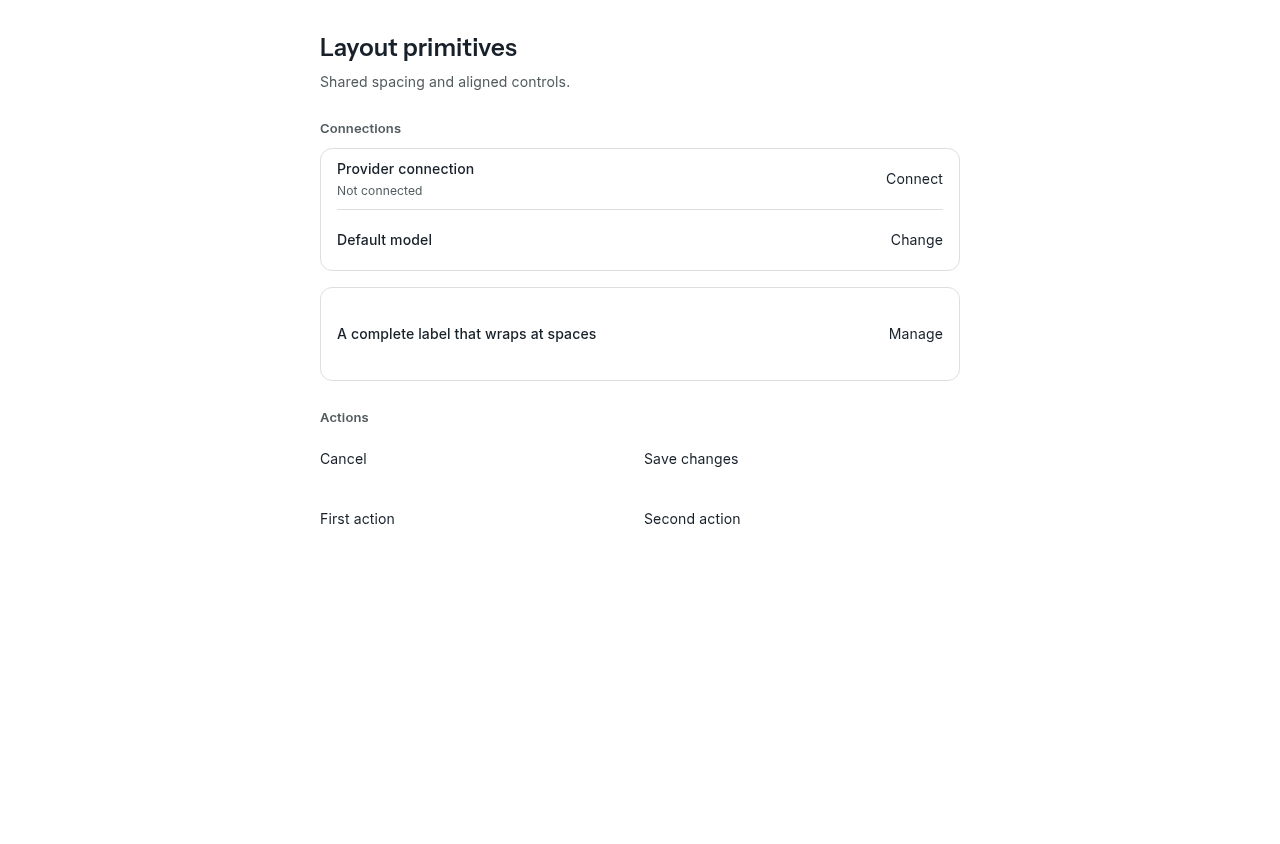 Layout primitives
Shared spacing and aligned controls.
Connections
Provider connection
Not connected
Connect
Default model
Change
A complete label that wraps at spaces
Manage
Actions
Cancel
Save changes
First action
Second action